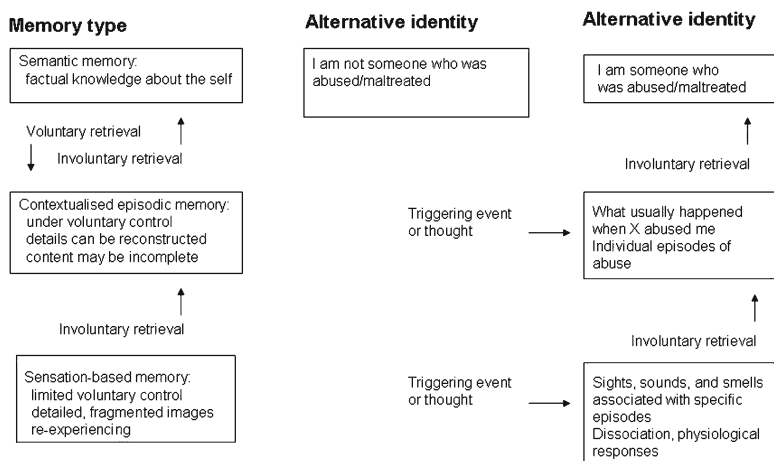 Memory type
Semantic memory:
factual knowledge about the self
Voluntary retrieval
Involuntary retrieval
Contextualised episodic memory:
under voluntary control
details can be reconstructed
content may be incomplete
Involuntary retrieval
Sensation-based memory:
limited voluntary control
detailed, fragmented images
re-experiencing
Alternative identity
I am not someone who was
abused/maltreated
Triggering event
or thought
Triggering event
or thought
Alternative identity
I am someone who
was abused/maltreated
Involuntary retrieval
What usually happened
when X abused me
Individual episodes of
abuse
Involuntary retrieval
Sights, sounds, and smells
associated with specific
episodes
Dissociation, physiological
responses